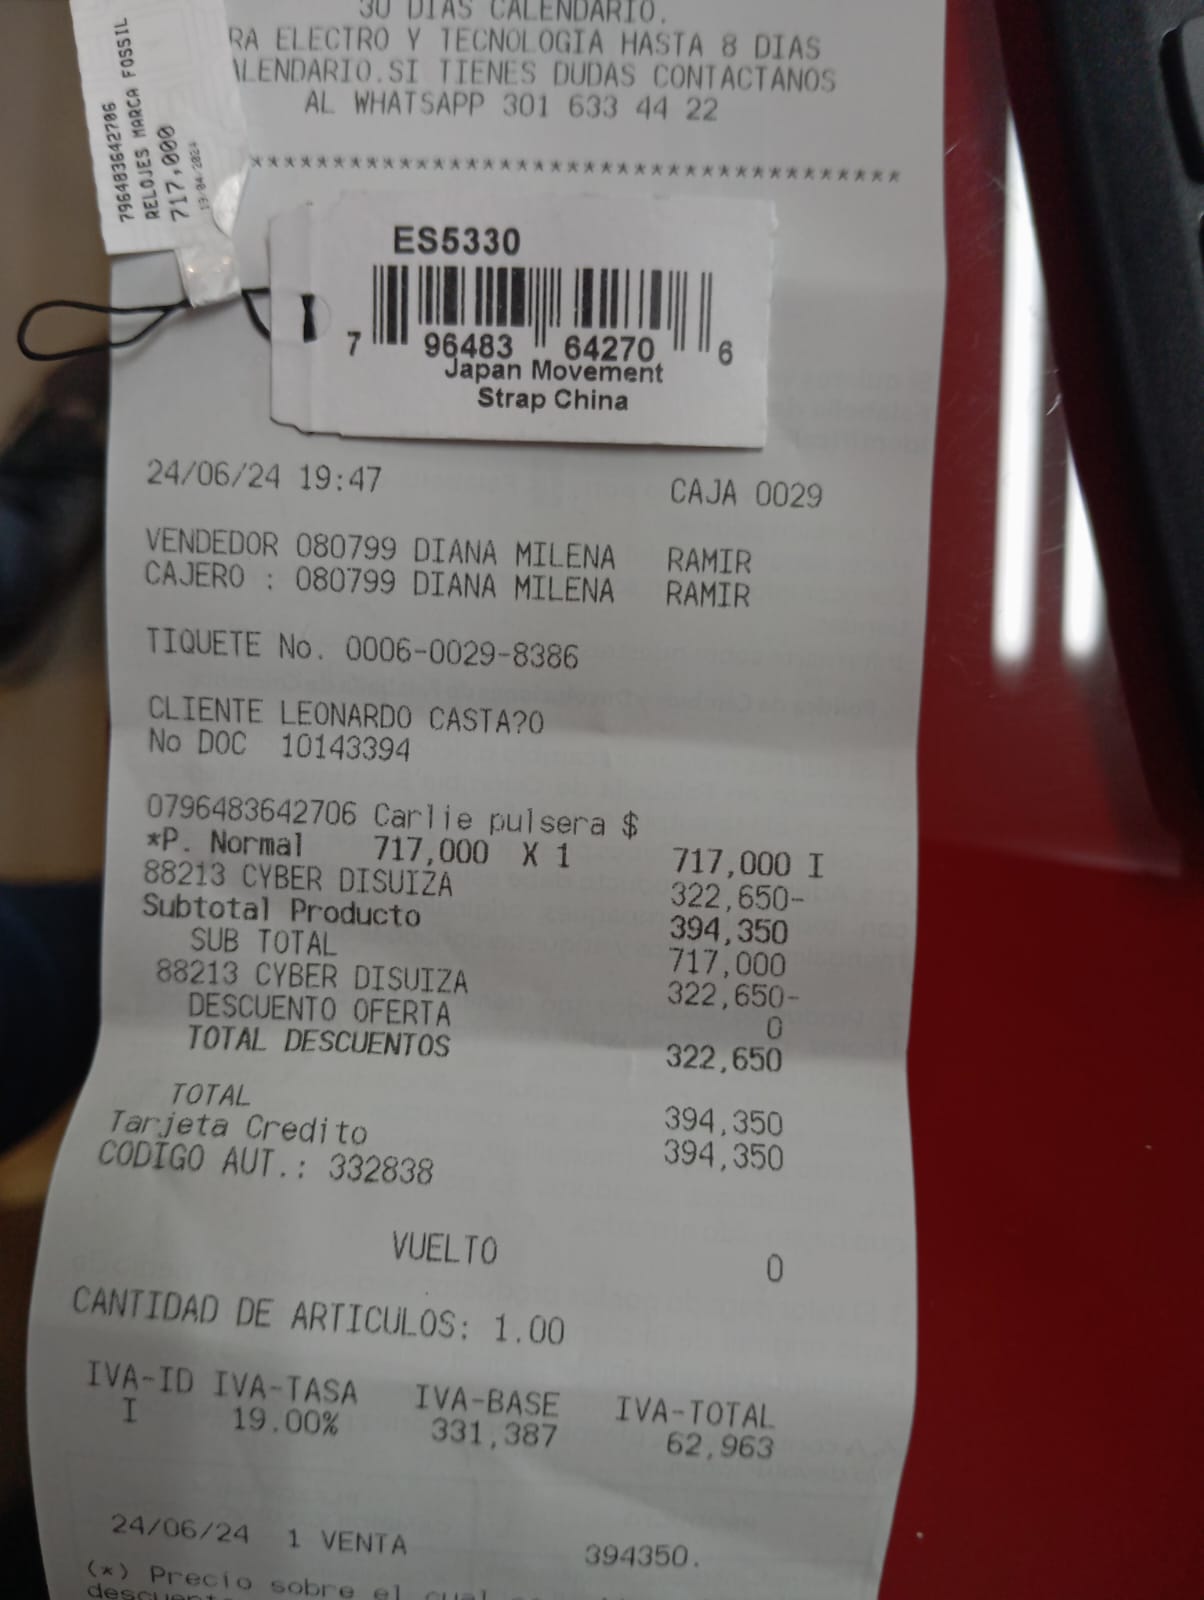 30 DIAS CALENDARIO.
RA ELECTRO Y TECNOLOGIA HASTA 8 DIAS
ALENDARIO.SI TIENES DUDAS CONTACTANOS
AL WHATSAPP 301 633 44 22
*****************************************
796483642706
RELOJES MARCA FOSSIL
717,000
13/04/2024
ES5330
7 96483 64270 6
Japan Movement
Strap China
24/06/24 19:47 CAJA 0029
VENDEDOR 080799 DIANA MILENA RAMIR
CAJERO : 080799 DIANA MILENA RAMIR
TIQUETE No. 0006-0029-8386
CLIENTE LEONARDO CASTA?O
No DOC 10143394
0796483642706 Carlie pulsera $
*P. Normal 717,000 X 1 717,000 I
88213 CYBER DISUIZA 322,650-
Subtotal Producto 394,350
SUB TOTAL 717,000
88213 CYBER DISUIZA 322,650-
DESCUENTO OFERTA 0
TOTAL DESCUENTOS 322,650
TOTAL 394,350
Tarjeta Credito 394,350
CODIGO AUT.: 332838
VUELTO 0
CANTIDAD DE ARTICULOS: 1.00
IVA-ID IVA-TASA IVA-BASE IVA-TOTAL
I 19.00% 331,387 62,963
24/06/24 1 VENTA 394350.
(*) Precio sobre el cual